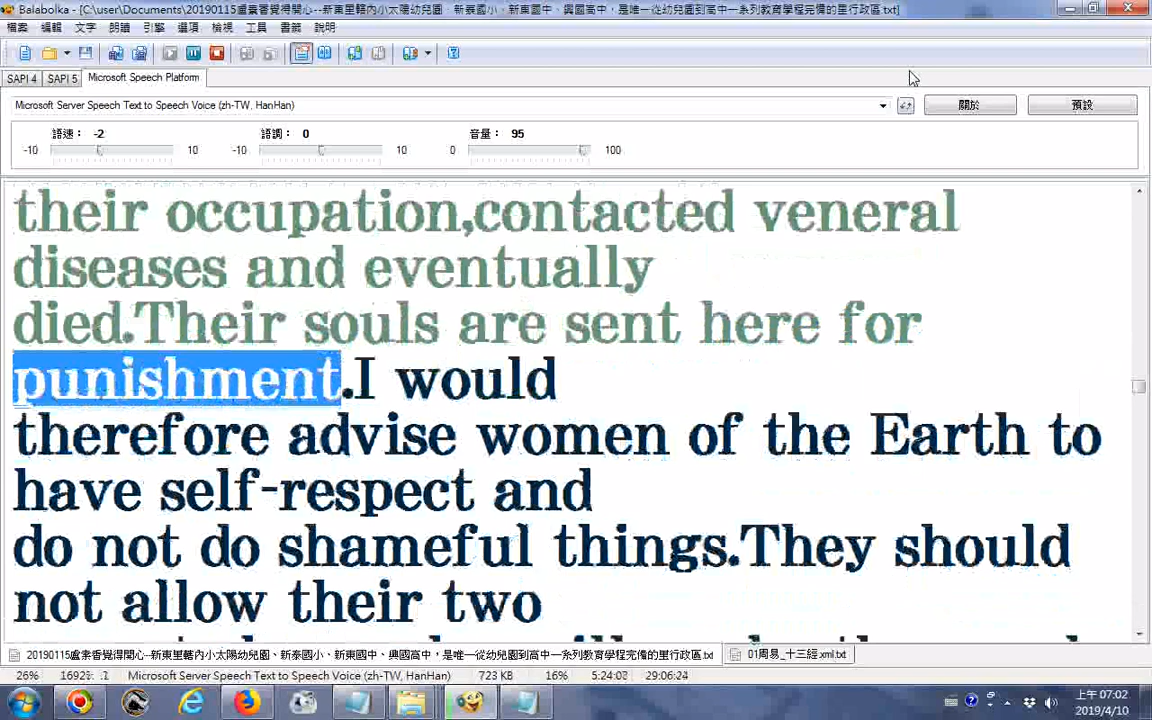 Balabolka - [C:\user\Documents\20190115盧紊香覺得開心--新東里轄內小太陽幼兒園、新泰國小、新東國中、興國高中，是唯一從幼兒園到高中一系列教育學程完備的里行政區.txt]
檔案 編輯 文字 朗讀 引擎 選項 檢視 工具 書籤 說明
SAPI 4 SAPI 5 Microsoft Speech Platform
Microsoft Server Speech Text to Speech Voice (zh-TW, HanHan) 關於 預設
語速： -2 語調： 0 音量： 95
-10 10 -10 10 0 100
their occupation,contacted veneral
diseases and eventually
died.Their souls are sent here for
punishment.I would
therefore advise women of the Earth to
have self-respect and
do not do shameful things.They should
not allow their two
20190115盧紊香覺得開心--新東里轄內小太陽幼兒園、新泰國小、新東國中、興國高中，是唯一從幼兒園到高中一系列教育學程完備的里行政區.txt 01周易_十三經.xml.txt
26% Microsoft Server Speech Text to Speech Voice (zh-TW, HanHan) 723 KB 16% 5:24:03 29:06:24
上午 07:02
2019/4/10